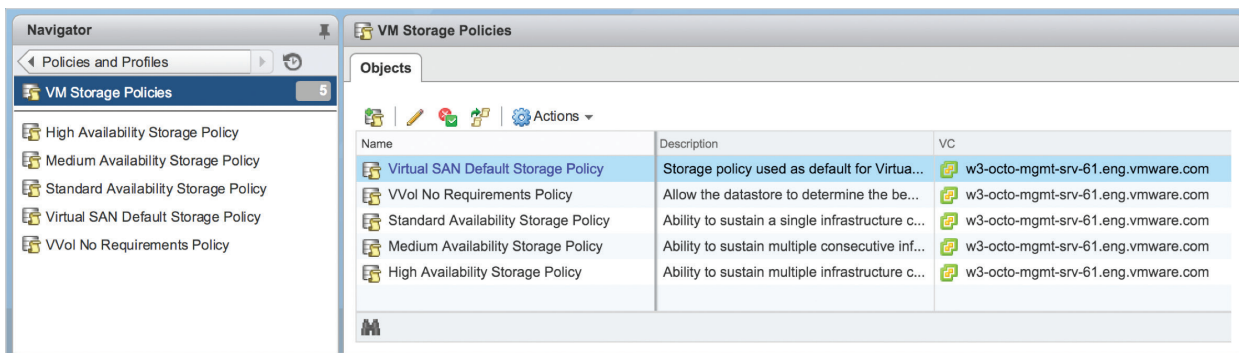 Navigator
Policies and Profiles
VM Storage Policies 5
High Availability Storage Policy
Medium Availability Storage Policy
Standard Availability Storage Policy
Virtual SAN Default Storage Policy
VVol No Requirements Policy
VM Storage Policies
Objects
Actions
Name Description VC
Virtual SAN Default Storage Policy Storage policy used as default for Virtua... w3-octo-mgmt-srv-61.eng.vmware.com
VVol No Requirements Policy Allow the datastore to determine the be... w3-octo-mgmt-srv-61.eng.vmware.com
Standard Availability Storage Policy Ability to sustain a single infrastructure c... w3-octo-mgmt-srv-61.eng.vmware.com
Medium Availability Storage Policy Ability to sustain multiple consecutive inf... w3-octo-mgmt-srv-61.eng.vmware.com
High Availability Storage Policy Ability to sustain multiple infrastructure c... w3-octo-mgmt-srv-61.eng.vmware.com